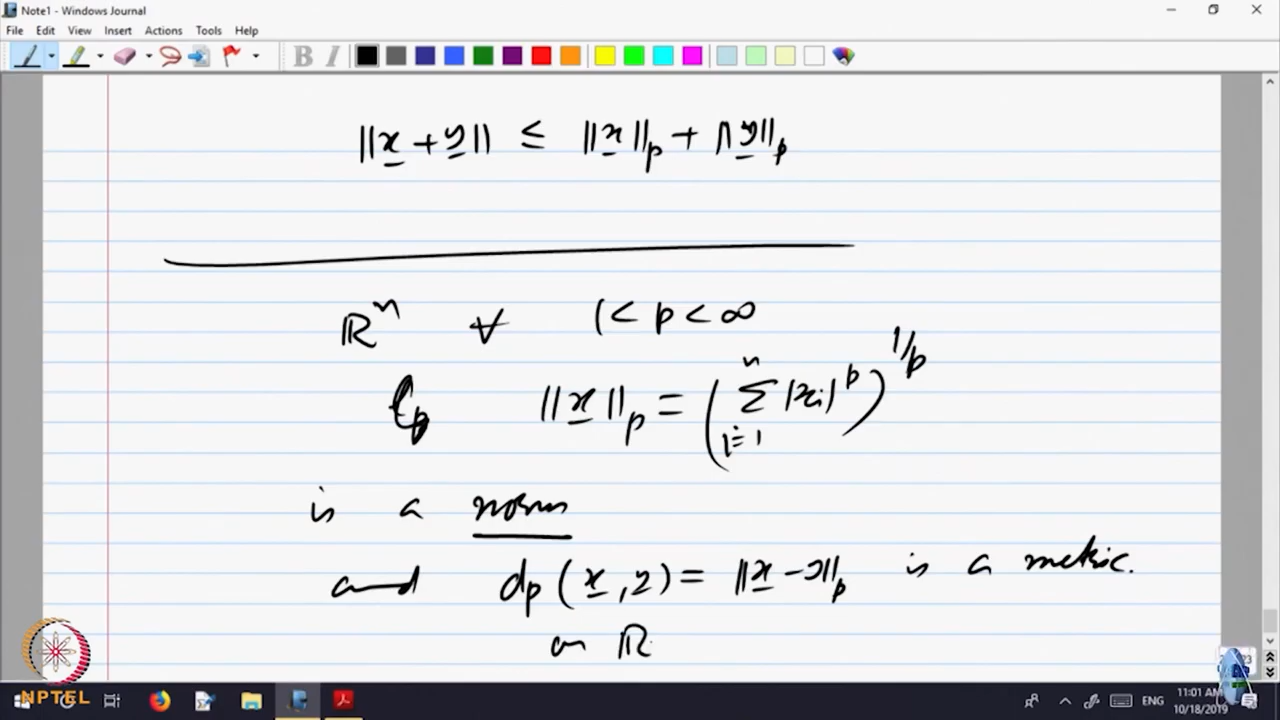 Note1 - Windows Journal
File Edit View Insert Actions Tools Help
B I
||x + y|| ≤ ||x||p + ||y||p
ℝⁿ ∀ 1 < p < ∞
ℓp ||x||p = (∑ i=1 n |xi|^p)^1/p
is a norm
and dp(x, y) = ||x - y||p is a metric.
on ℝ
NPTEL
ENG
11:01 AM
10/18/2019